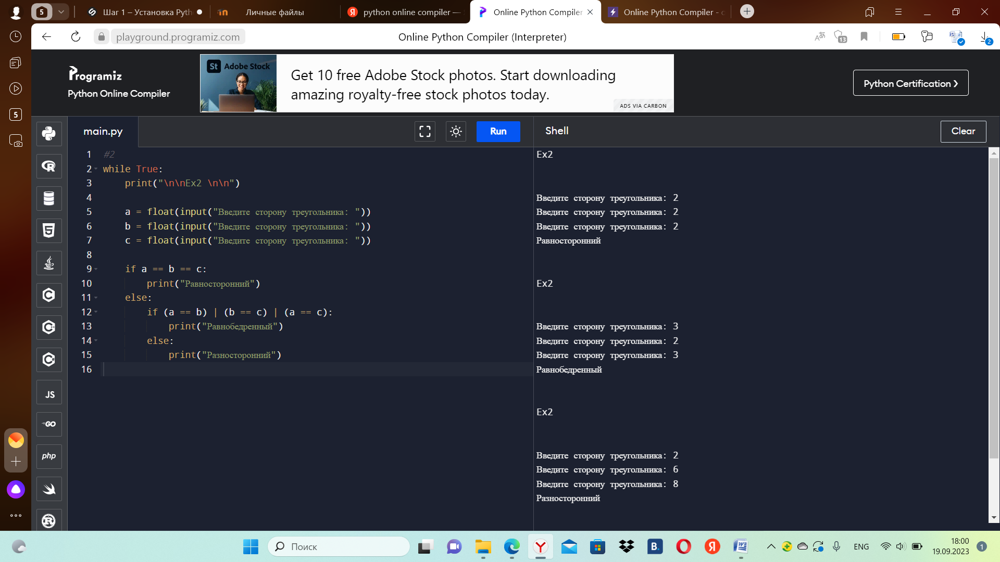 5
Шаг 1 – Установка Pyth
Личные файлы
python online compiler —
Online Python Compiler
Online Python Compiler - c
playground.programiz.com
Online Python Compiler (Interpreter)
13
2
5
Programiz
Python Online Compiler
St Adobe Stock
Get 10 free Adobe Stock photos. Start downloading
amazing royalty-free stock photos today.
ADS VIA CARBON
Python Certification ❯
main.py
Run
Shell
Clear
1 #2
2 while True:
3 print("\n\nEx2 \n\n")
4
5 a = float(input("Введите сторону треугольника: "))
6 b = float(input("Введите сторону треугольника: "))
7 c = float(input("Введите сторону треугольника: "))
8
9 if a == b == c:
10 print("Равносторонний")
11 else:
12 if (a == b) | (b == c) | (a == c):
13 print("Равнобедренный")
14 else:
15 print("Разносторонний")
16
Ex2
Введите сторону треугольника: 2
Введите сторону треугольника: 2
Введите сторону треугольника: 2
Равносторонний
Ex2
Введите сторону треугольника: 3
Введите сторону треугольника: 2
Введите сторону треугольника: 3
Равнобедренный
Ex2
Введите сторону треугольника: 2
Введите сторону треугольника: 6
Введите сторону треугольника: 8
Разносторонний
JS
GO
php
Поиск
B.
Я
ENG
18:00
19.09.2023
1